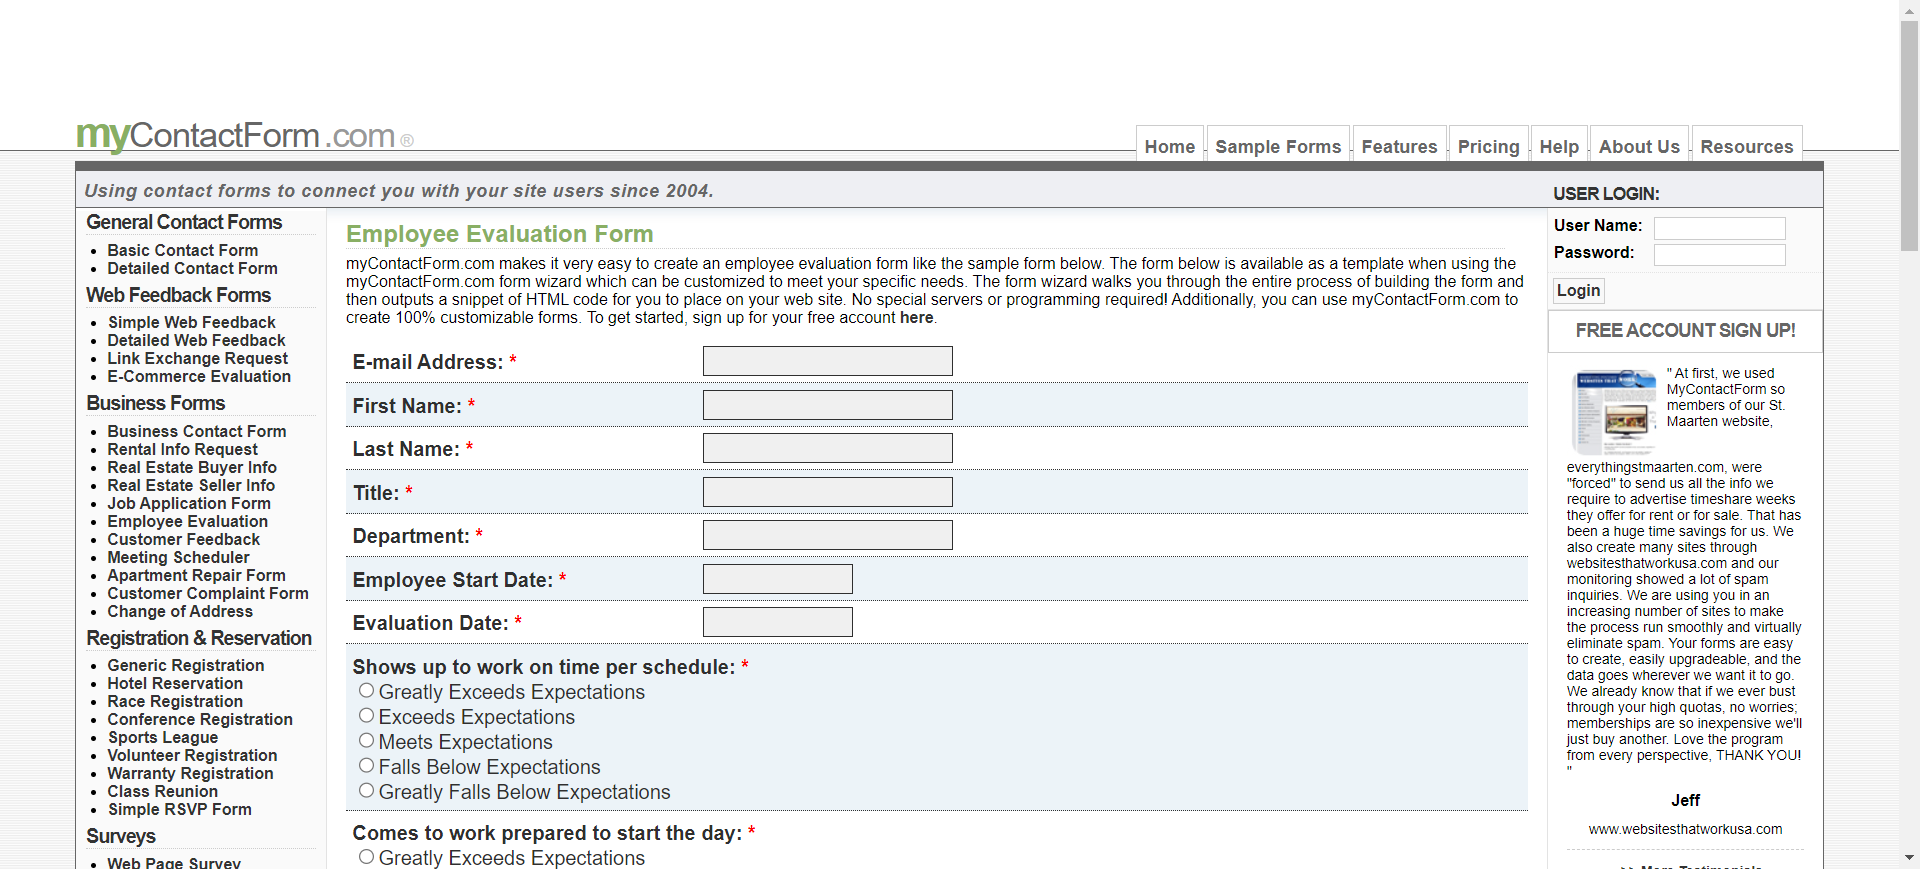 myContactForm.com ®
Home
Sample Forms
Features
Pricing
Help
About Us
Resources
Using contact forms to connect you with your site users since 2004.
USER LOGIN:
General Contact Forms
Basic Contact Form
Detailed Contact Form
Web Feedback Forms
Simple Web Feedback
Detailed Web Feedback
Link Exchange Request
E-Commerce Evaluation
Business Forms
Business Contact Form
Rental Info Request
Real Estate Buyer Info
Real Estate Seller Info
Job Application Form
Employee Evaluation
Customer Feedback
Meeting Scheduler
Apartment Repair Form
Customer Complaint Form
Change of Address
Registration & Reservation
Generic Registration
Hotel Reservation
Race Registration
Conference Registration
Sports League
Volunteer Registration
Warranty Registration
Class Reunion
Simple RSVP Form
Surveys
Web Page Survey
Employee Evaluation Form
myContactForm.com makes it very easy to create an employee evaluation form like the sample form below. The form below is available as a template when using the
myContactForm.com form wizard which can be customized to meet your specific needs. The form wizard walks you through the entire process of building the form and
then outputs a snippet of HTML code for you to place on your web site. No special servers or programming required! Additionally, you can use myContactForm.com to
create 100% customizable forms. To get started, sign up for your free account here.
E-mail Address: *
First Name: *
Last Name: *
Title: *
Department: *
Employee Start Date: *
Evaluation Date: *
Shows up to work on time per schedule: *
Greatly Exceeds Expectations
Exceeds Expectations
Meets Expectations
Falls Below Expectations
Greatly Falls Below Expectations
Comes to work prepared to start the day: *
Greatly Exceeds Expectations
User Name:
Password:
Login
FREE ACCOUNT SIGN UP!
" At first, we used
MyContactForm so
members of our St.
Maarten website,
everythingstmaarten.com, were
"forced" to send us all the info we
require to advertise timeshare weeks
they offer for rent or for sale. That has
been a huge time savings for us. We
also create many sites through
websitesthatworkusa.com and our
monitoring showed a lot of spam
inquiries. We are using you in an
increasing number of sites to make
the process run smoothly and virtually
eliminate spam. Your forms are easy
to create, easily upgradeable, and the
data goes wherever we want it to go.
We already know that if we ever bust
through your high quotas, no worries;
memberships are so inexpensive we'll
just buy another. Love the program
from every perspective, THANK YOU!
"
Jeff
www.websitesthatworkusa.com
>> More Testimonials